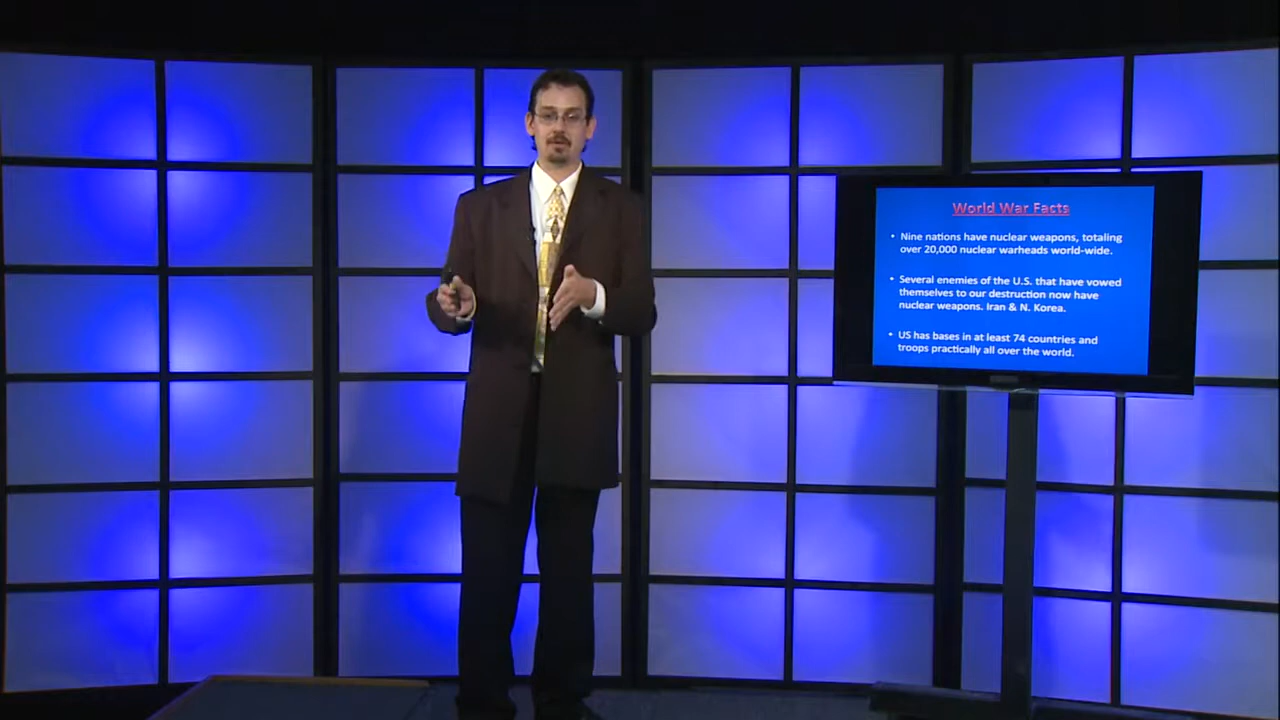 World War Facts
• Nine nations have nuclear weapons, totaling
over 20,000 nuclear warheads world-wide.
• Several enemies of the U.S. that have vowed
themselves to our destruction now have
nuclear weapons. Iran & N. Korea.
• US has bases in at least 74 countries and
troops practically all over the world.